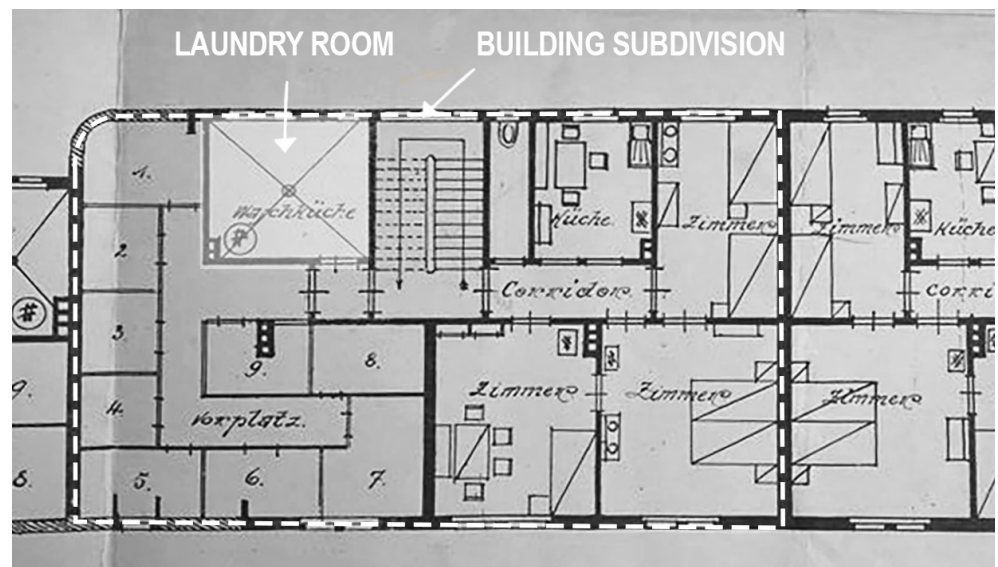 LAUNDRY ROOM
BUILDING SUBDIVISION
1.
Waschküche
2
Küche.
Zimmer
Zimmer
Küche
Corridor.
Corri
3.
9.
8.
9.
4.
Vorplatz.
Zimmer
Zimmer
Zimmer
8.
5.
6.
7.